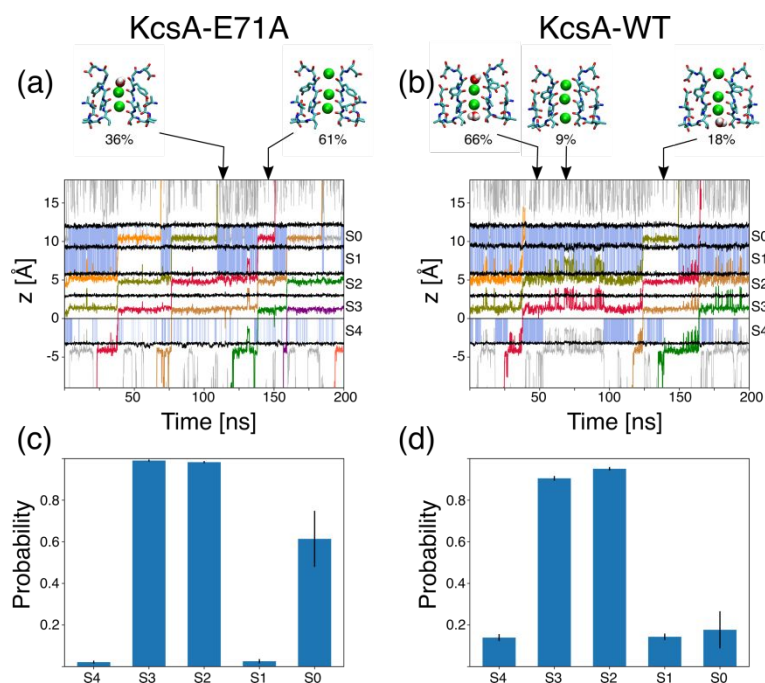 KcsA-E71A KcsA-WT
(a) (b)
36% 61% 66% 9% 18%
z [Å] 15 10 5 0 -5 S0 S1 S2 S3 S4
z [Å] 15 10 5 0 -5 S0 S1 S2 S3 S4
0 50 100 150 200
0 50 100 150 200
Time [ns] Time [ns]
(c) (d)
Probability 0.8 0.6 0.4 0.2
Probability 0.8 0.6 0.4 0.2
S4 S3 S2 S1 S0
S4 S3 S2 S1 S0